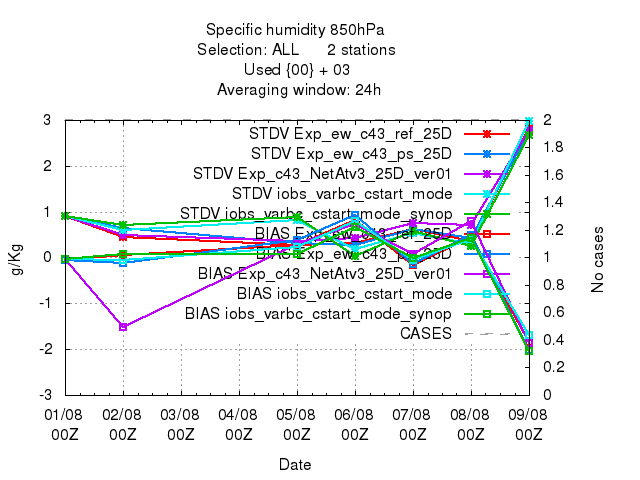 Specific humidity 850hPa
Selection: ALL 2 stations
Used {00} + 03
Averaging window: 24h
3
2
1
0
-1
-2
-3
g/Kg
2
1.8
1.6
1.4
1.2
1
0.8
0.6
0.4
0.2
0
No cases
STDV Exp_ew_c43_ref_25D
STDV Exp_ew_c43_ps_25D
STDV Exp_c43_NetAtv3_25D_ver01
STDV iobs_varbc_cstart_mode
STDV iobs_varbc_cstart_mode_synop
BIAS Exp_ew_c43_ref_25D
BIAS Exp_ew_c43_ps_25D
BIAS Exp_c43_NetAtv3_25D_ver01
BIAS iobs_varbc_cstart_mode
BIAS iobs_varbc_cstart_mode_synop
CASES
01/08 02/08 03/08 04/08 05/08 06/08 07/08 08/08 09/08
00Z 00Z 00Z 00Z 00Z 00Z 00Z 00Z 00Z
Date